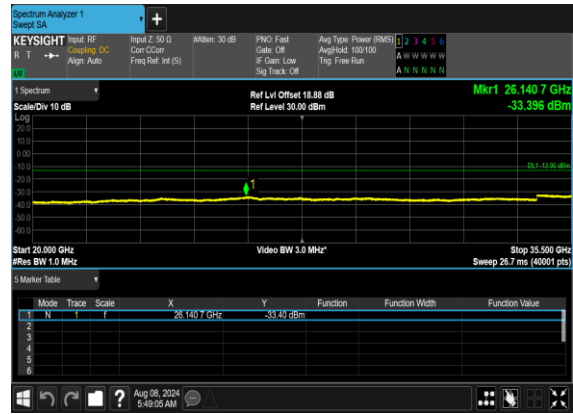 Spectrum Analyzer 1
Swept SA
+
KEYSIGHT Input: RF Input Z: 50 Ω #Atten: 30 dB PNO: Fast Avg Type: Power (RMS) 1 2 3 4 5 6
R T Coupling: DC Corr CCorr Gate: Off Avg|Hold: 100/100 A W W W W W
Align: Auto Freq Ref: Int (S) IF Gain: Low Trig: Free Run
LW Sig Track: Off A N N N N N
1 Spectrum Ref Lvl Offset 18.88 dB Mkr1 26.140 7 GHz
Scale/Div 10 dB Ref Level 30.00 dBm -33.396 dBm
Log
20.0
10.0
0.00
-10.0 DL1 -13.00 dBm
-20.0
1
-30.0
-40.0
-50.0
-60.0
Start 20.000 GHz Video BW 3.0 MHz* Stop 35.500 GHz
#Res BW 1.0 MHz Sweep 26.7 ms (40001 pts)
5 Marker Table
Mode Trace Scale X Y Function Function Width Function Value
1 N 1 f 26.140 7 GHz -33.40 dBm
2
3
4
5
6
? Aug 08, 2024
5:49:05 AM